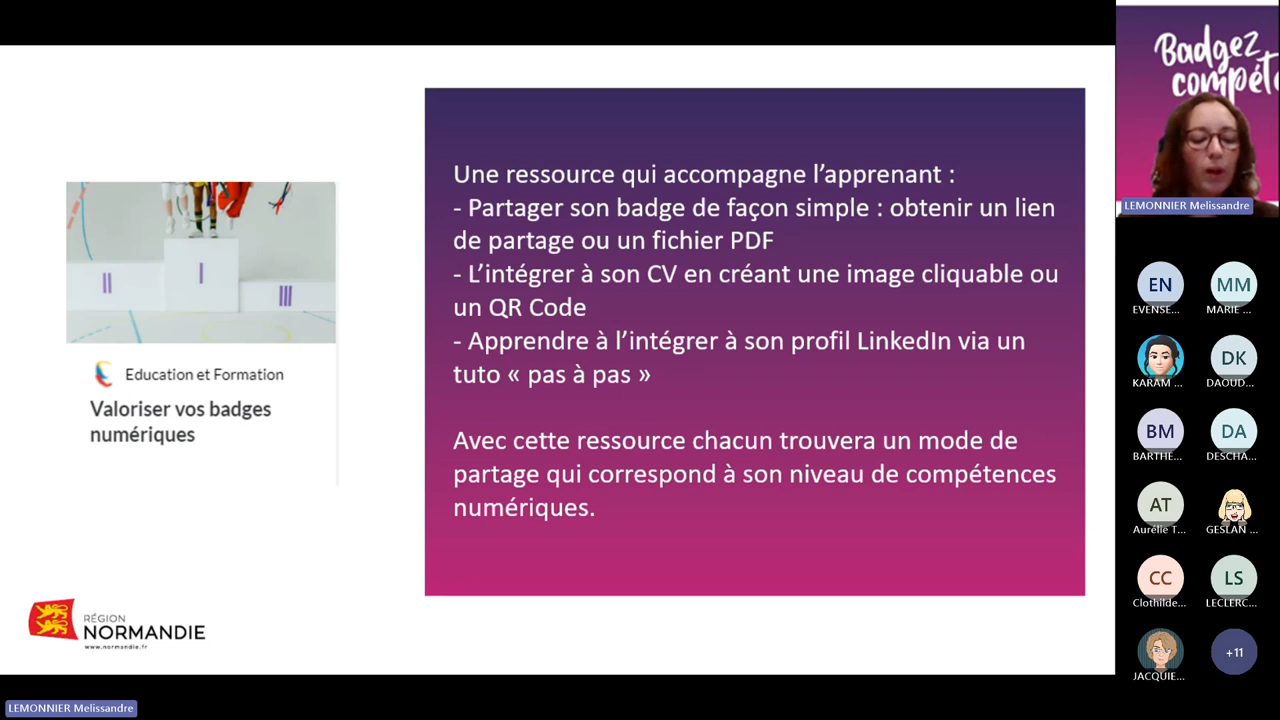 Une ressource qui accompagne l’apprenant :
- Partager son badge de façon simple : obtenir un lien
de partage ou un fichier PDF
- L’intégrer à son CV en créant une image cliquable ou
un QR Code
- Apprendre à l’intégrer à son profil LinkedIn via un
tuto « pas à pas »
Avec cette ressource chacun trouvera un mode de
partage qui correspond à son niveau de compétences
numériques.
II
I
III
Education et Formation
Valoriser vos badges
numériques
RÉGION
NORMANDIE
www.normandie.fr
LEMONNIER Melissandre
Badgez
compéte
LEMONNIER Melissandre
EN
MM
EVENSE...
MARIE ...
KARAM ...
DK
DAOUD...
BM
DA
BARTHE...
DESCHA...
AT
Aurélie T...
GESLAN ...
CC
LS
Clothilde...
LECLERC...
JACQUIE...
+11